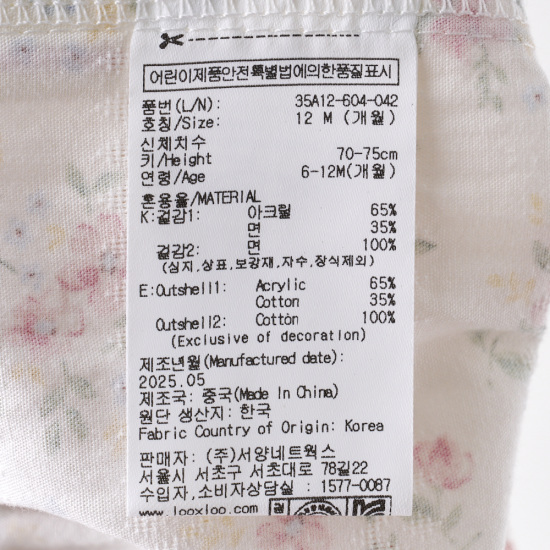 어린이제품안전특별법에의한품질표시
품번(L/N): 35A12-604-042
호칭/Size: 12 M (개월)
신체치수
키/Height 70-75cm
연령/Age 6-12M(개월)
혼용율/MATERIAL
K:겉감1: 아크릴 65%
면 35%
겉감2: 면 100%
(심지,상표,보강재,자수,장식제외)
E:Outshell1: Acrylic 65%
Cotton 35%
Outshell2: Cotton 100%
(Exclusive of decoration)
제조년월(Manufactured date):
2025.05
제조국: 중국(Made In China)
원단 생산지: 한국
Fabric Country of Origin: Korea
판매자: (주)서양네트웍스
서울시 서초구 서초대로 78길22
수입자,소비자상담실 : 1577-0087
www.looxloo.com